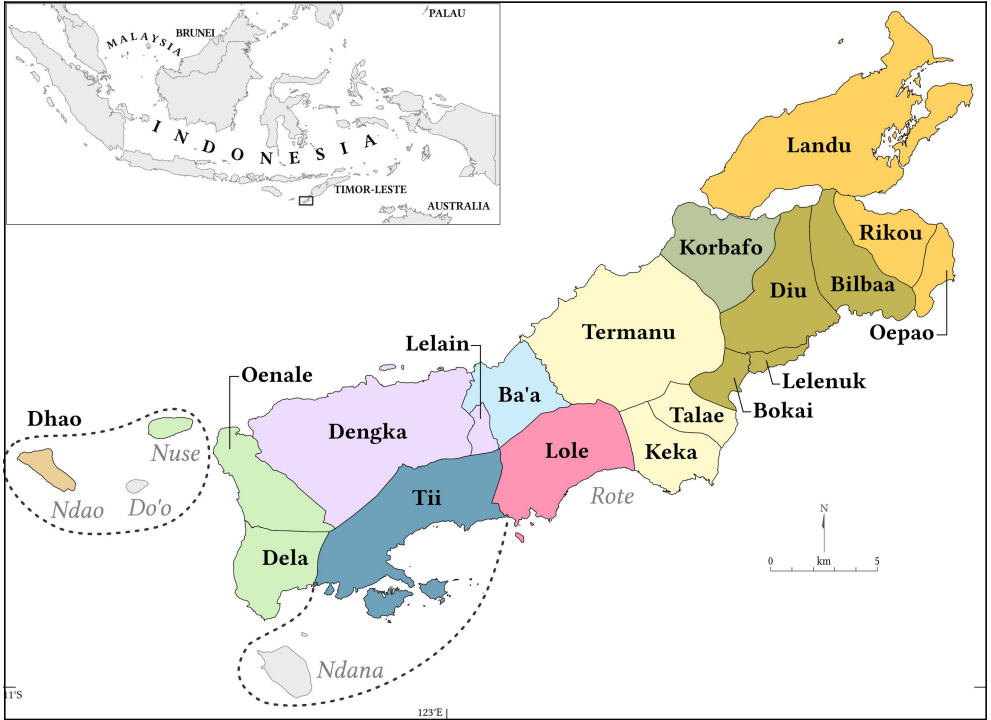 PALAU
BRUNEI
MALAYSIA
INDONESIA
TIMOR-LESTE
AUSTRALIA
Landu
Rikou
Korbafo
Diu
Bilbaa
Oepao
Termanu
Lelain
Oenale
Lelenuk
Ba'a
Bokai
Talae
Dhao
Dengka
Nuse
Lole
Keka
Ndao
Do'o
Tii
Rote
N
0 km 5
Dela
Ndana
11°S
123°E